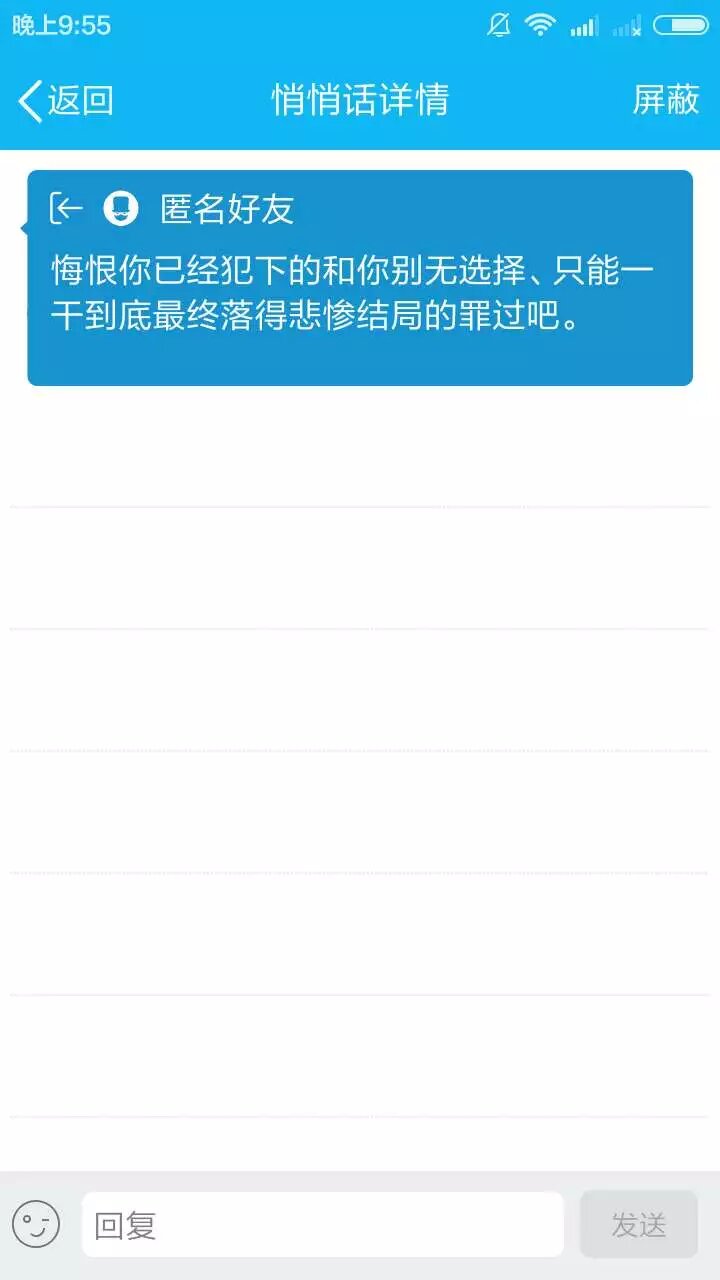 晚上9:55
返回 悄悄话详情 屏蔽
匿名好友
悔恨你已经犯下的和你别无选择、只能一
干到底最终落得悲惨结局的罪过吧。
回复 发送